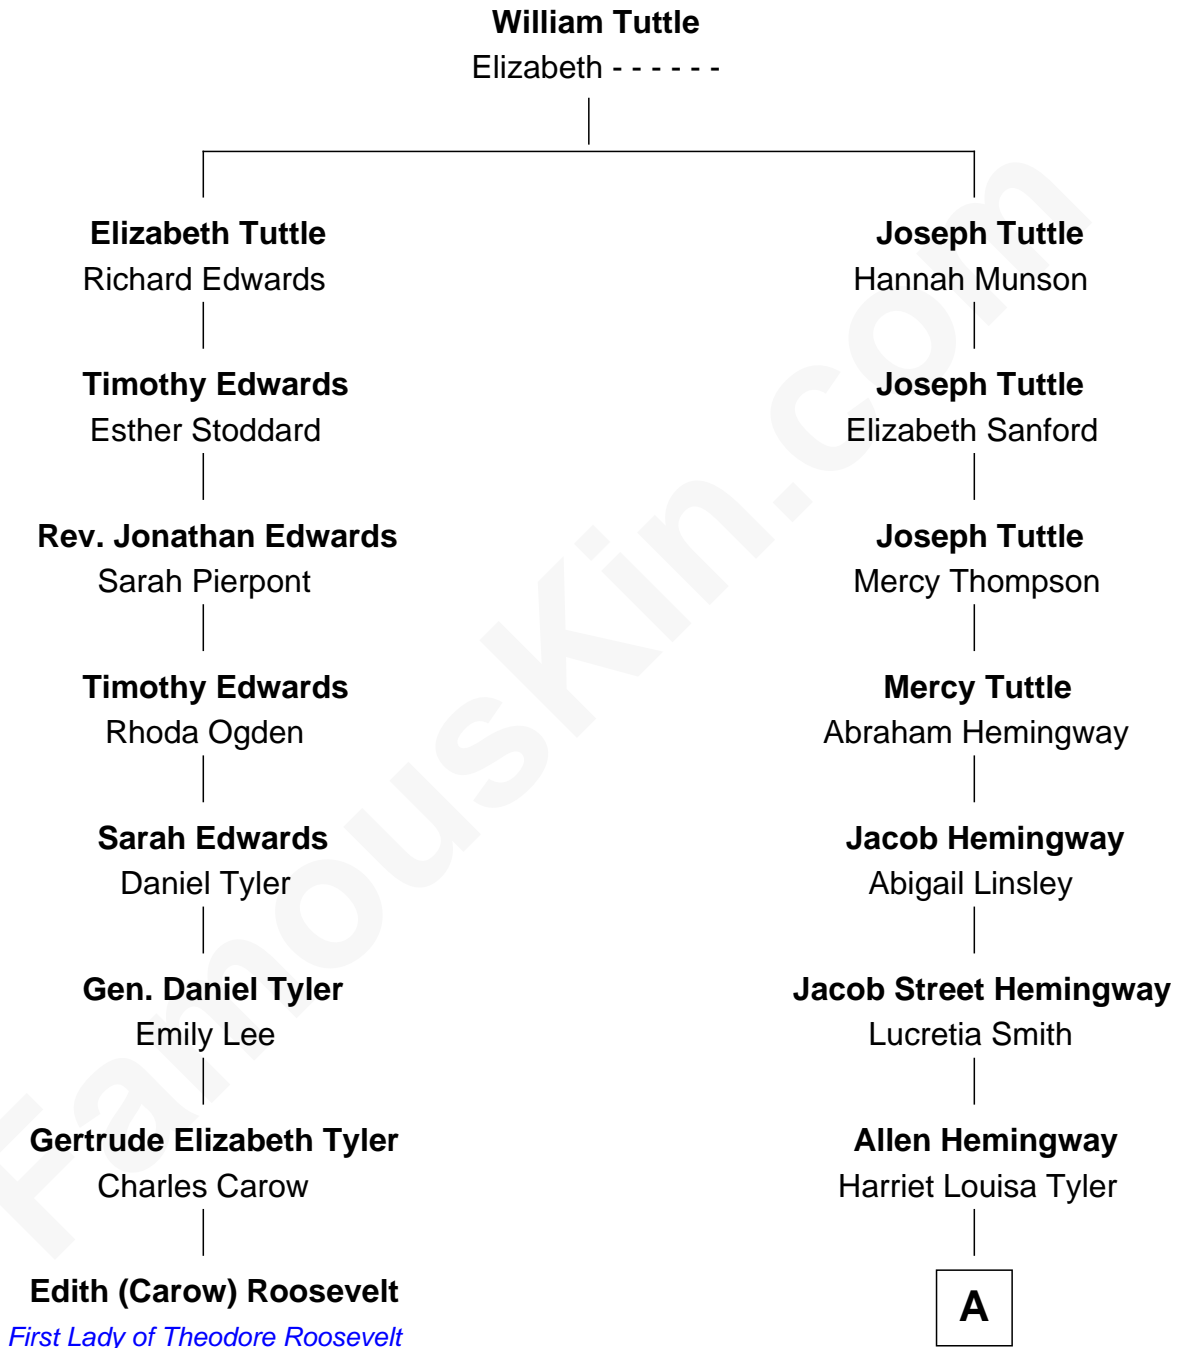 William Tuttle
Elizabeth - - - - - -
Elizabeth Tuttle
Richard Edwards
Joseph Tuttle
Hannah Munson
Timothy Edwards
Esther Stoddard
Joseph Tuttle
Elizabeth Sanford
Rev. Jonathan Edwards
Sarah Pierpont
Joseph Tuttle
Mercy Thompson
Timothy Edwards
Rhoda Ogden
Mercy Tuttle
Abraham Hemingway
Sarah Edwards
Daniel Tyler
Jacob Hemingway
Abigail Linsley
Gen. Daniel Tyler
Emily Lee
Jacob Street Hemingway
Lucretia Smith
Gertrude Elizabeth Tyler
Charles Carow
Allen Hemingway
Harriet Louisa Tyler
Edith (Carow) Roosevelt
First Lady of Theodore Roosevelt
A
FamousKin.com